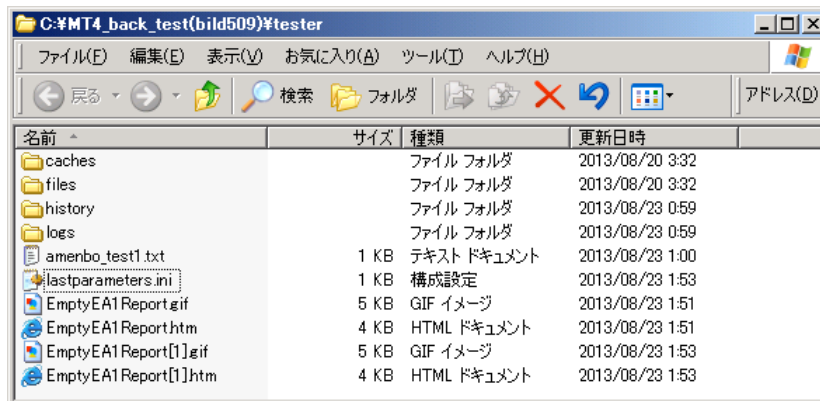 C:¥MT4_back_test(bild509)¥tester
ファイル(F) 編集(E) 表示(V) お気に入り(A) ツール(T) ヘルプ(H)
戻る 検索 フォルダ アドレス(D)
名前 サイズ 種類 更新日時
caches ファイル フォルダ 2013/08/20 3:32
files ファイル フォルダ 2013/08/20 3:32
history ファイル フォルダ 2013/08/23 0:59
logs ファイル フォルダ 2013/08/23 0:59
amenbo_test1.txt 1 KB テキスト ドキュメント 2013/08/23 1:00
lastparameters.ini 1 KB 構成設定 2013/08/23 1:53
EmptyEA1Report.gif 5 KB GIF イメージ 2013/08/23 1:51
EmptyEA1Report.htm 4 KB HTML ドキュメント 2013/08/23 1:51
EmptyEA1Report[1].gif 5 KB GIF イメージ 2013/08/23 1:53
EmptyEA1Report[1].htm 4 KB HTML ドキュメント 2013/08/23 1:53